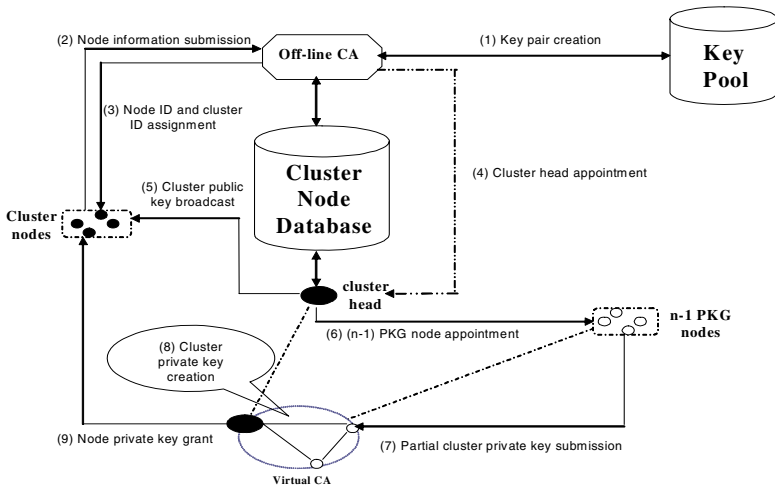 (2) Node information submission
Off-line CA
(1) Key pair creation
Key
Pool
(3) Node ID and cluster
ID assignment
(4) Cluster head appointment
Cluster
Node
Database
(5) Cluster public
key broadcast
Cluster
nodes
cluster
head
n-1 PKG
nodes
(6) (n-1) PKG node appointment
(8) Cluster
private key
creation
(9) Node private key grant
(7) Partial cluster private key submission
Virtual CA